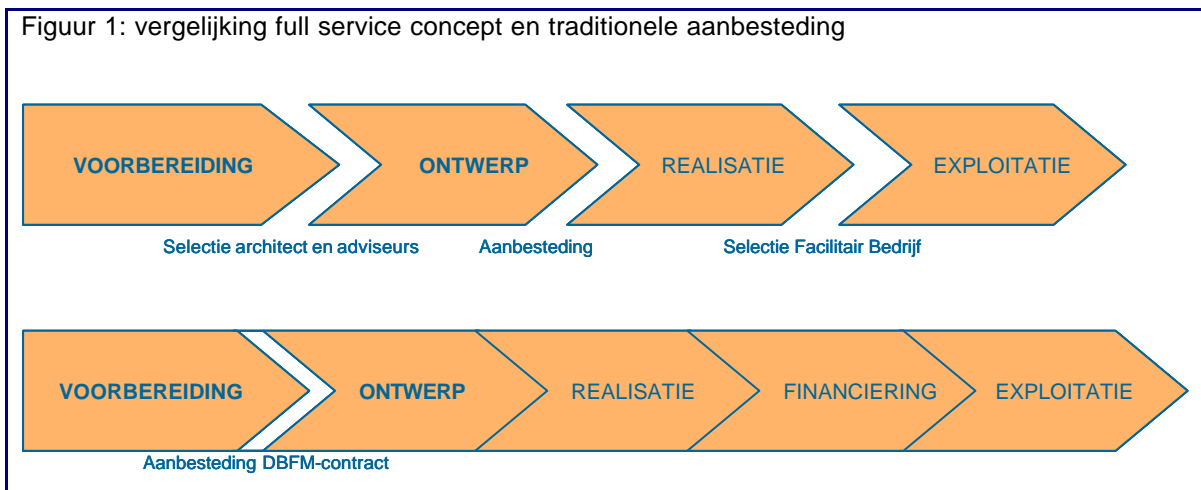 Figuur 1: vergelijking full service concept en traditionele aanbesteding
VOORBEREIDING
ONTWERP
REALISATIE
EXPLOITATIE
Selectie architect en adviseurs
Aanbesteding
Selectie Facilitair Bedrijf
VOORBEREIDING
ONTWERP
REALISATIE
FINANCIERING
EXPLOITATIE
Aanbesteding DBFM-contract